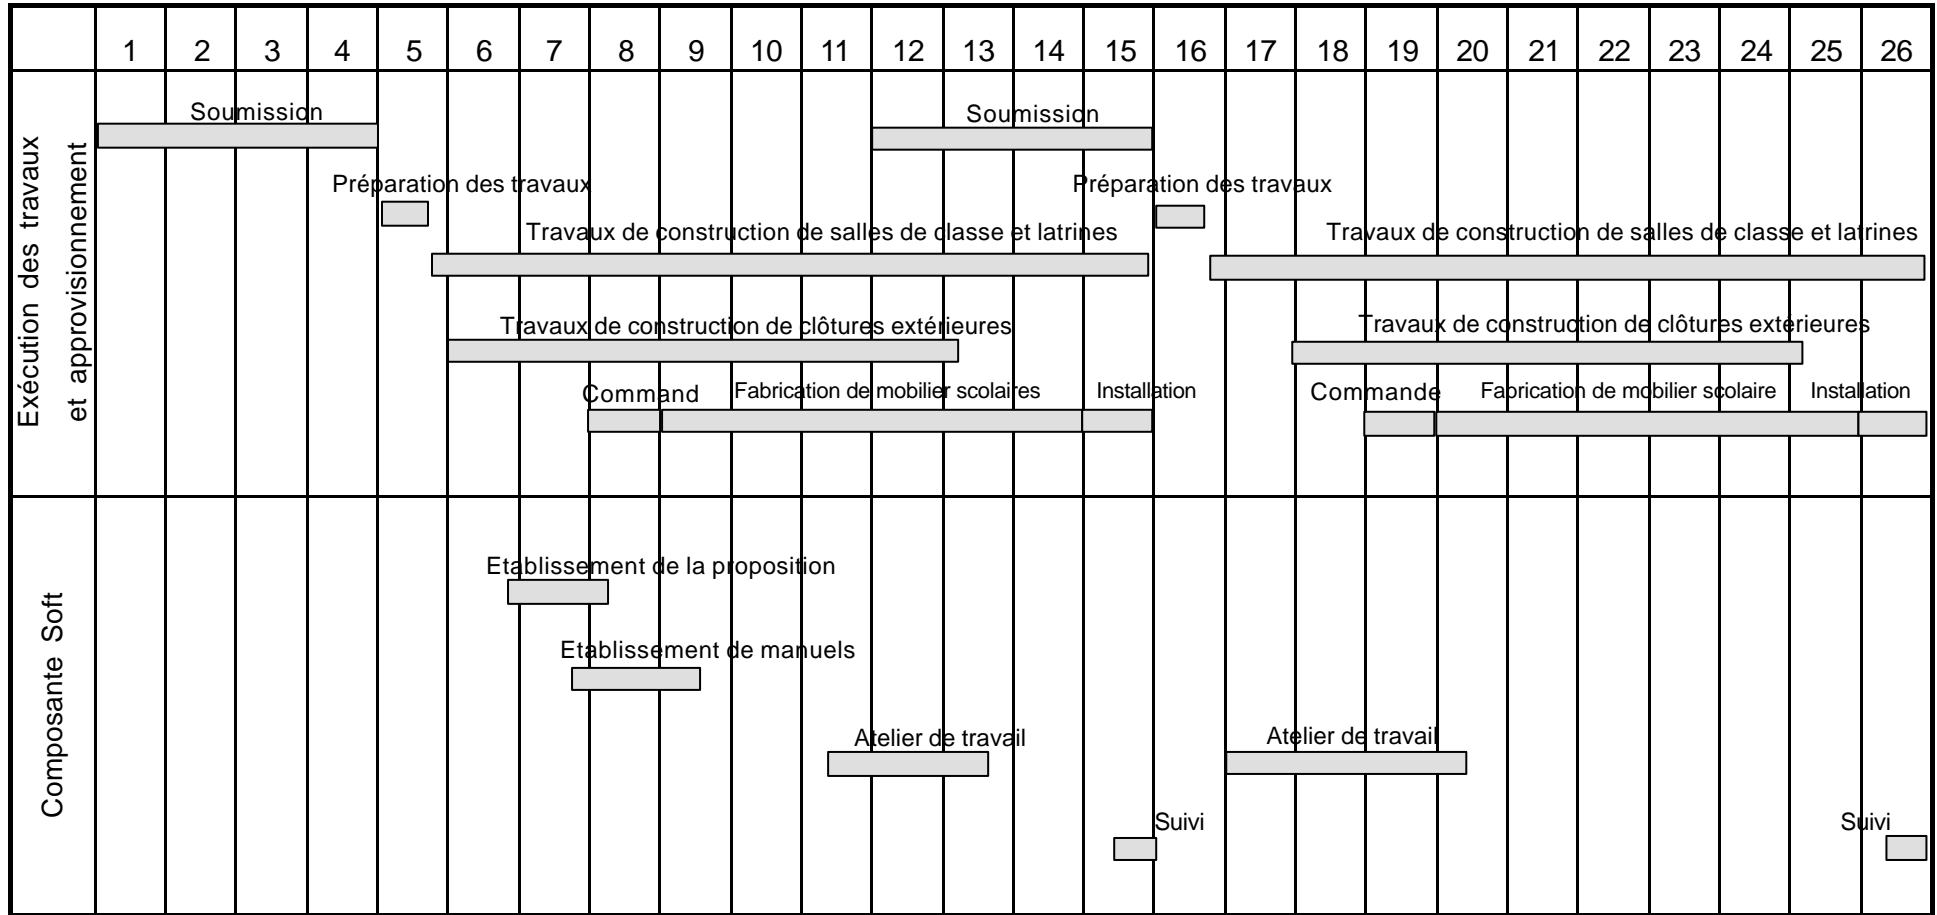 1 2 3 4 5 6 7 8 9 10 11 12 13 14 15 16 17 18 19 20 21 22 23 24 25 26
Exécution des travaux
et approvisionnement
Soumission Soumission
Préparation des travaux Préparation des travaux
Travaux de construction de salles de classe et latrines Travaux de construction de salles de classe et latrines
Travaux de construction de clôtures extérieures Travaux de construction de clôtures extérieures
Command Fabrication de mobilier scolaires Installation Commande Fabrication de mobilier scolaire Installation
Composante Soft
Etablissement de la proposition
Etablissement de manuels
Atelier de travail Atelier de travail
Suivi Suivi